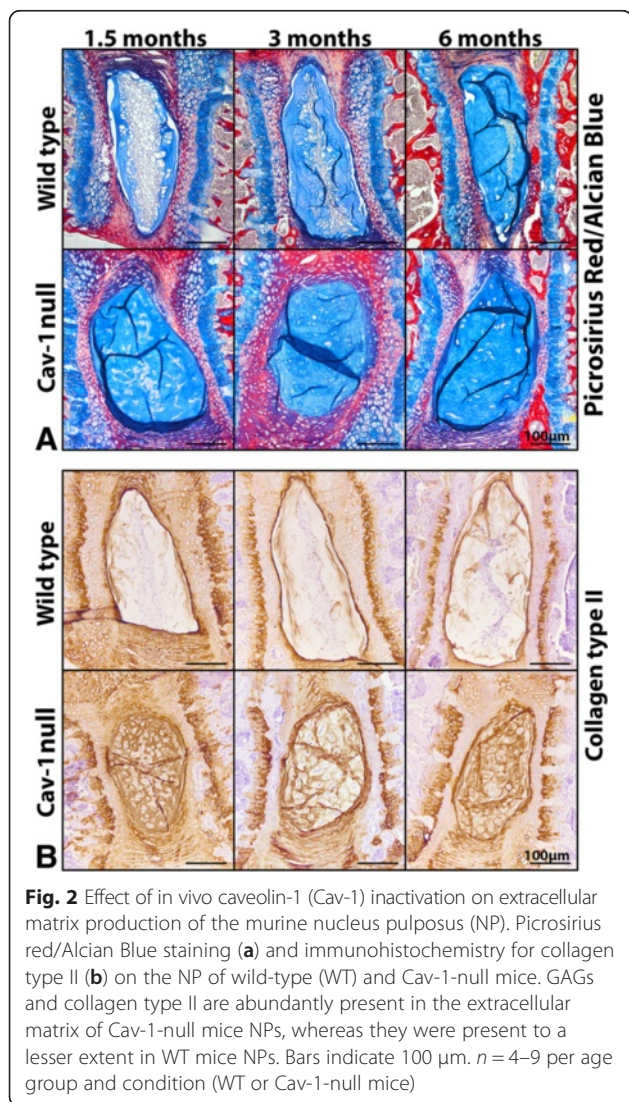 1.5 months 3 months 6 months
Wild type
Cav-1 null
Picrosirius Red/Alcian Blue
100µm
A
Wild type
Cav-1 null
Collagen type II
100µm
B
Fig. 2 Effect of in vivo caveolin-1 (Cav-1) inactivation on extracellular
matrix production of the murine nucleus pulposus (NP). Picrosirius
red/Alcian Blue staining (a) and immunohistochemistry for collagen
type II (b) on the NP of wild-type (WT) and Cav-1-null mice. GAGs
and collagen type II are abundantly present in the extracellular
matrix of Cav-1-null mice NPs, whereas they were present to a
lesser extent in WT mice NPs. Bars indicate 100 μm. n = 4–9 per age
group and condition (WT or Cav-1-null mice)